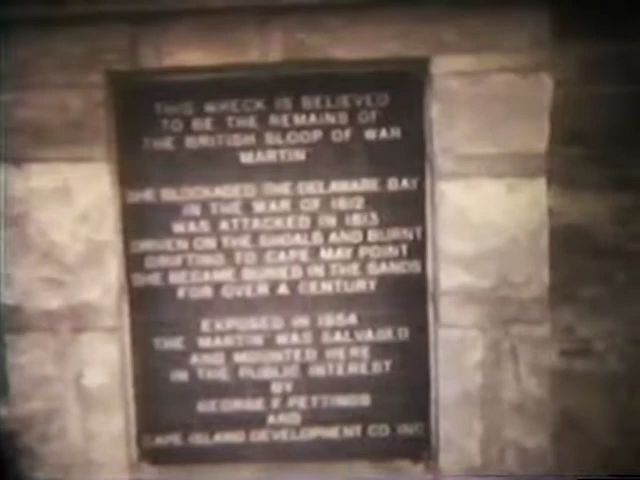 THIS WRECK IS BELIEVED
TO BE THE REMAINS OF
THE BRITISH SLOOP OF WAR
MARTIN
SHE BLOCKADED THE DELAWARE BAY
IN THE WAR OF 1812
WAS ATTACKED IN 1813
DRIVEN ON THE SHOALS AND BURNT
DRIFTING TO CAPE MAY POINT
SHE BECAME BURIED IN THE SANDS
FOR OVER A CENTURY
EXPOSED IN 1954
THE MARTIN WAS SALVAGED
AND MOUNTED HERE
IN THE PUBLIC INTEREST
BY
GEORGE F. PETTINOS
AND
CAPE ISLAND DEVELOPMENT CO. INC.